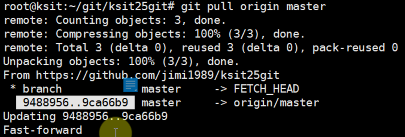 root@ksit:~/git/ksit25git# git pull origin master
remote: Counting objects: 3, done.
remote: Compressing objects: 100% (3/3), done.
remote: Total 3 (delta 0), reused 3 (delta 0), pack-reused 0
Unpacking objects: 100% (3/3), done.
From https://github.com/jimi1989/ksit25git
* branch master -> FETCH_HEAD
9488956..9ca66b9 master -> origin/master
Updating 9488956..9ca66b9
Fast-forward